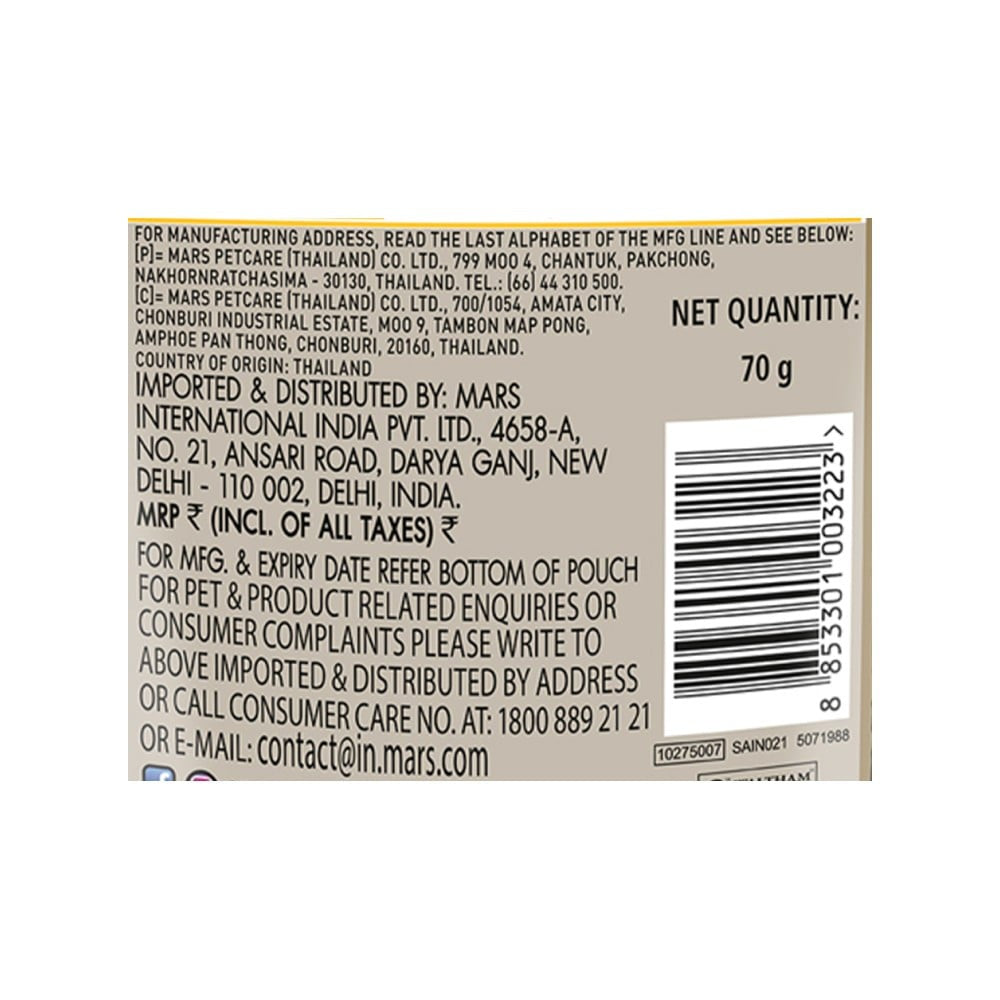 FOR MANUFACTURING ADDRESS, READ THE LAST ALPHABET OF THE MFG LINE AND SEE BELOW:
[P]= MARS PETCARE (THAILAND) CO. LTD., 799 MOO 4, CHANTUK, PAKCHONG,
NAKHORNRATCHASIMA - 30130, THAILAND. TEL.: (66) 44 310 500.
[C]= MARS PETCARE (THAILAND) CO. LTD., 700/1054, AMATA CITY,
CHONBURI INDUSTRIAL ESTATE, MOO 9, TAMBON MAP PONG,
AMPHOE PAN THONG, CHONBURI, 20160, THAILAND.
COUNTRY OF ORIGIN: THAILAND
IMPORTED & DISTRIBUTED BY: MARS
INTERNATIONAL INDIA PVT. LTD., 4658-A,
NO. 21, ANSARI ROAD, DARYA GANJ, NEW
DELHI - 110 002, DELHI, INDIA.
MRP ₹ (INCL. OF ALL TAXES) ₹
FOR MFG. & EXPIRY DATE REFER BOTTOM OF POUCH
FOR PET & PRODUCT RELATED ENQUIRIES OR
CONSUMER COMPLAINTS PLEASE WRITE TO
ABOVE IMPORTED & DISTRIBUTED BY ADDRESS
OR CALL CONSUMER CARE NO. AT: 1800 889 21 21
OR E-MAIL: contact@in.mars.com
NET QUANTITY:
70 g
8 853301 003223 >
10275007 SAIN021 5071988